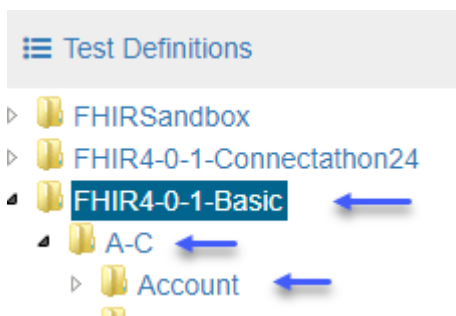 Test Definitions
FHIRSandbox
FHIR4-0-1-Connectathon24
FHIR4-0-1-Basic
A-C
Account